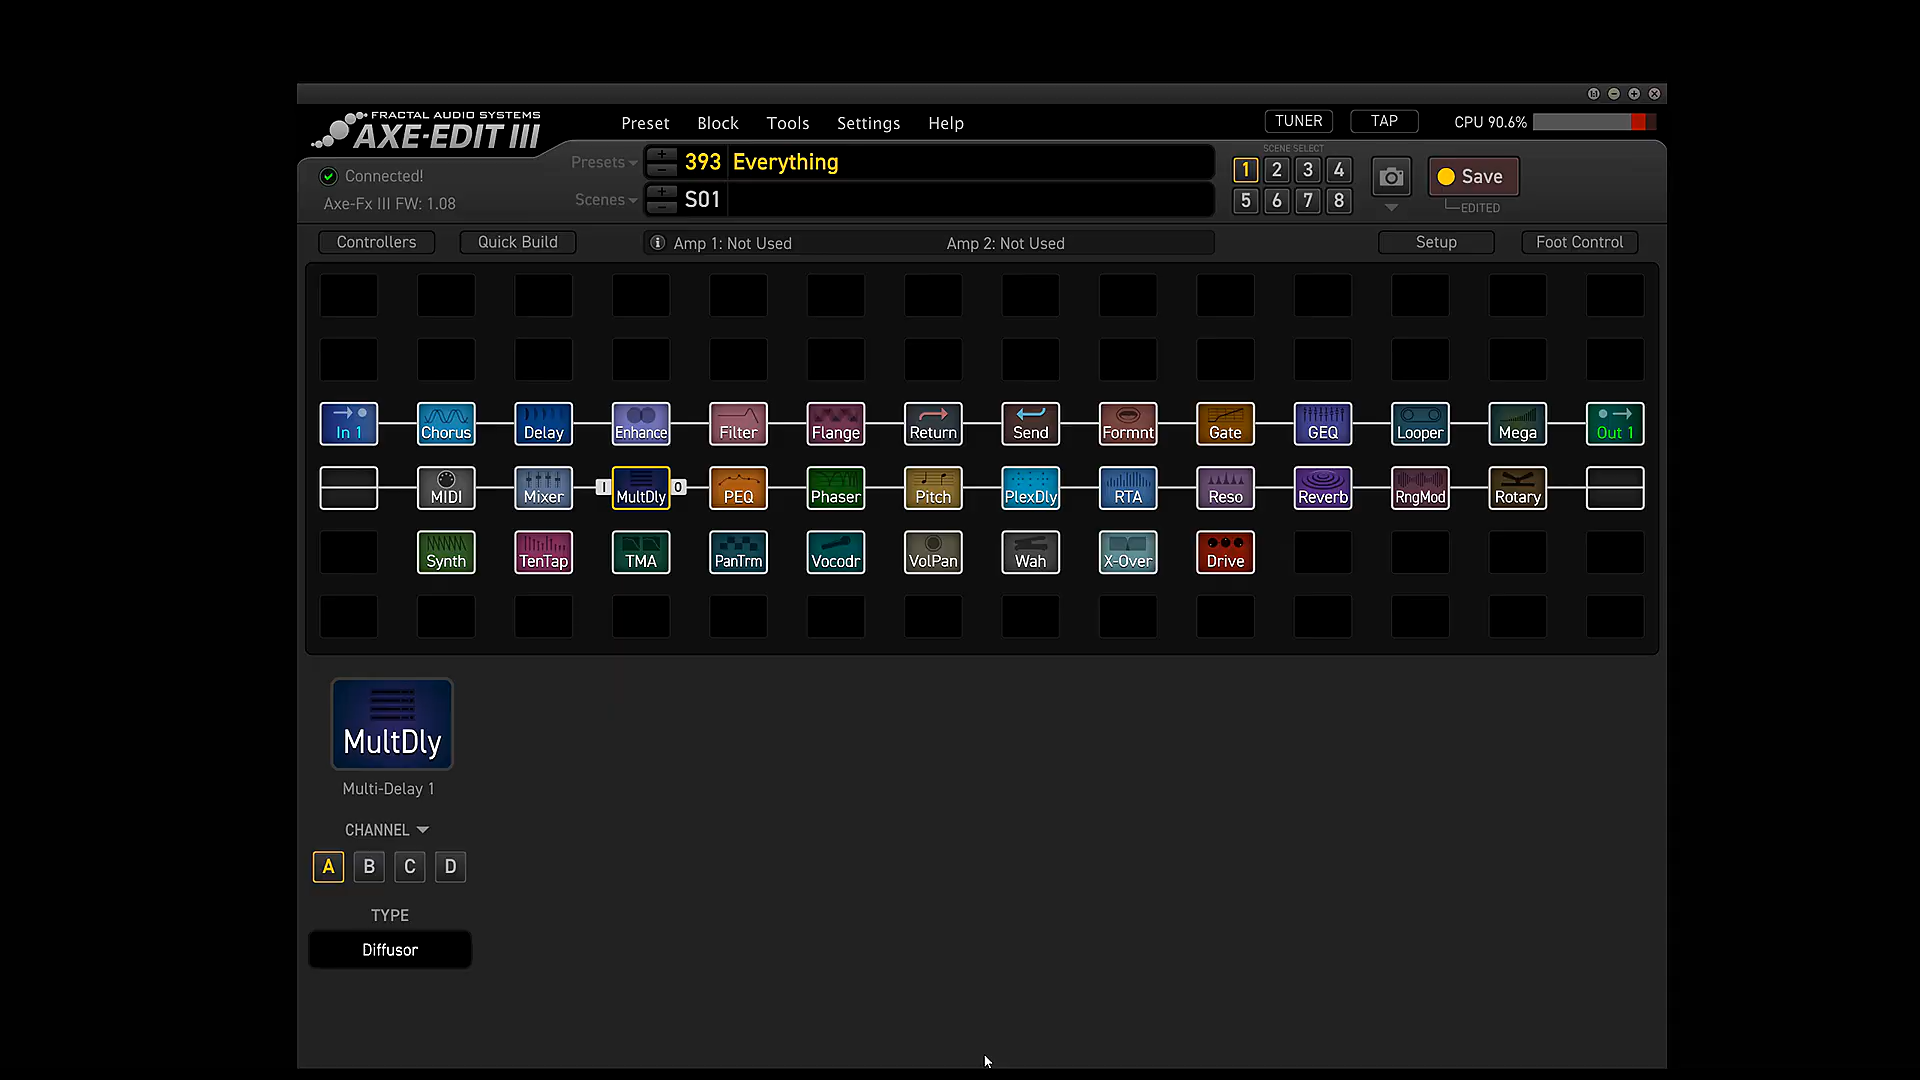 FRACTAL AUDIO SYSTEMS
AXE-EDIT III
Preset Block Tools Settings Help
TUNER TAP CPU 90.6%
Connected!
Axe-Fx III FW: 1.08
Presets 393 Everything
Scenes S01
SCENE SELECT
1 2 3 4
5 6 7 8
Save
EDITED
Controllers Quick Build Amp 1: Not Used Amp 2: Not Used Setup Foot Control
In 1 Chorus Delay Enhance Filter Flange Return Send Formnt Gate GEQ Looper Mega Out 1
MIDI Mixer I MultDly O PEQ Phaser Pitch PlexDly RTA Reso Reverb RngMod Rotary
Synth TenTap TMA PanTrm Vocodr VolPan Wah X-Over Drive
MultDly
Multi-Delay 1
CHANNEL
A B C D
TYPE
Diffusor